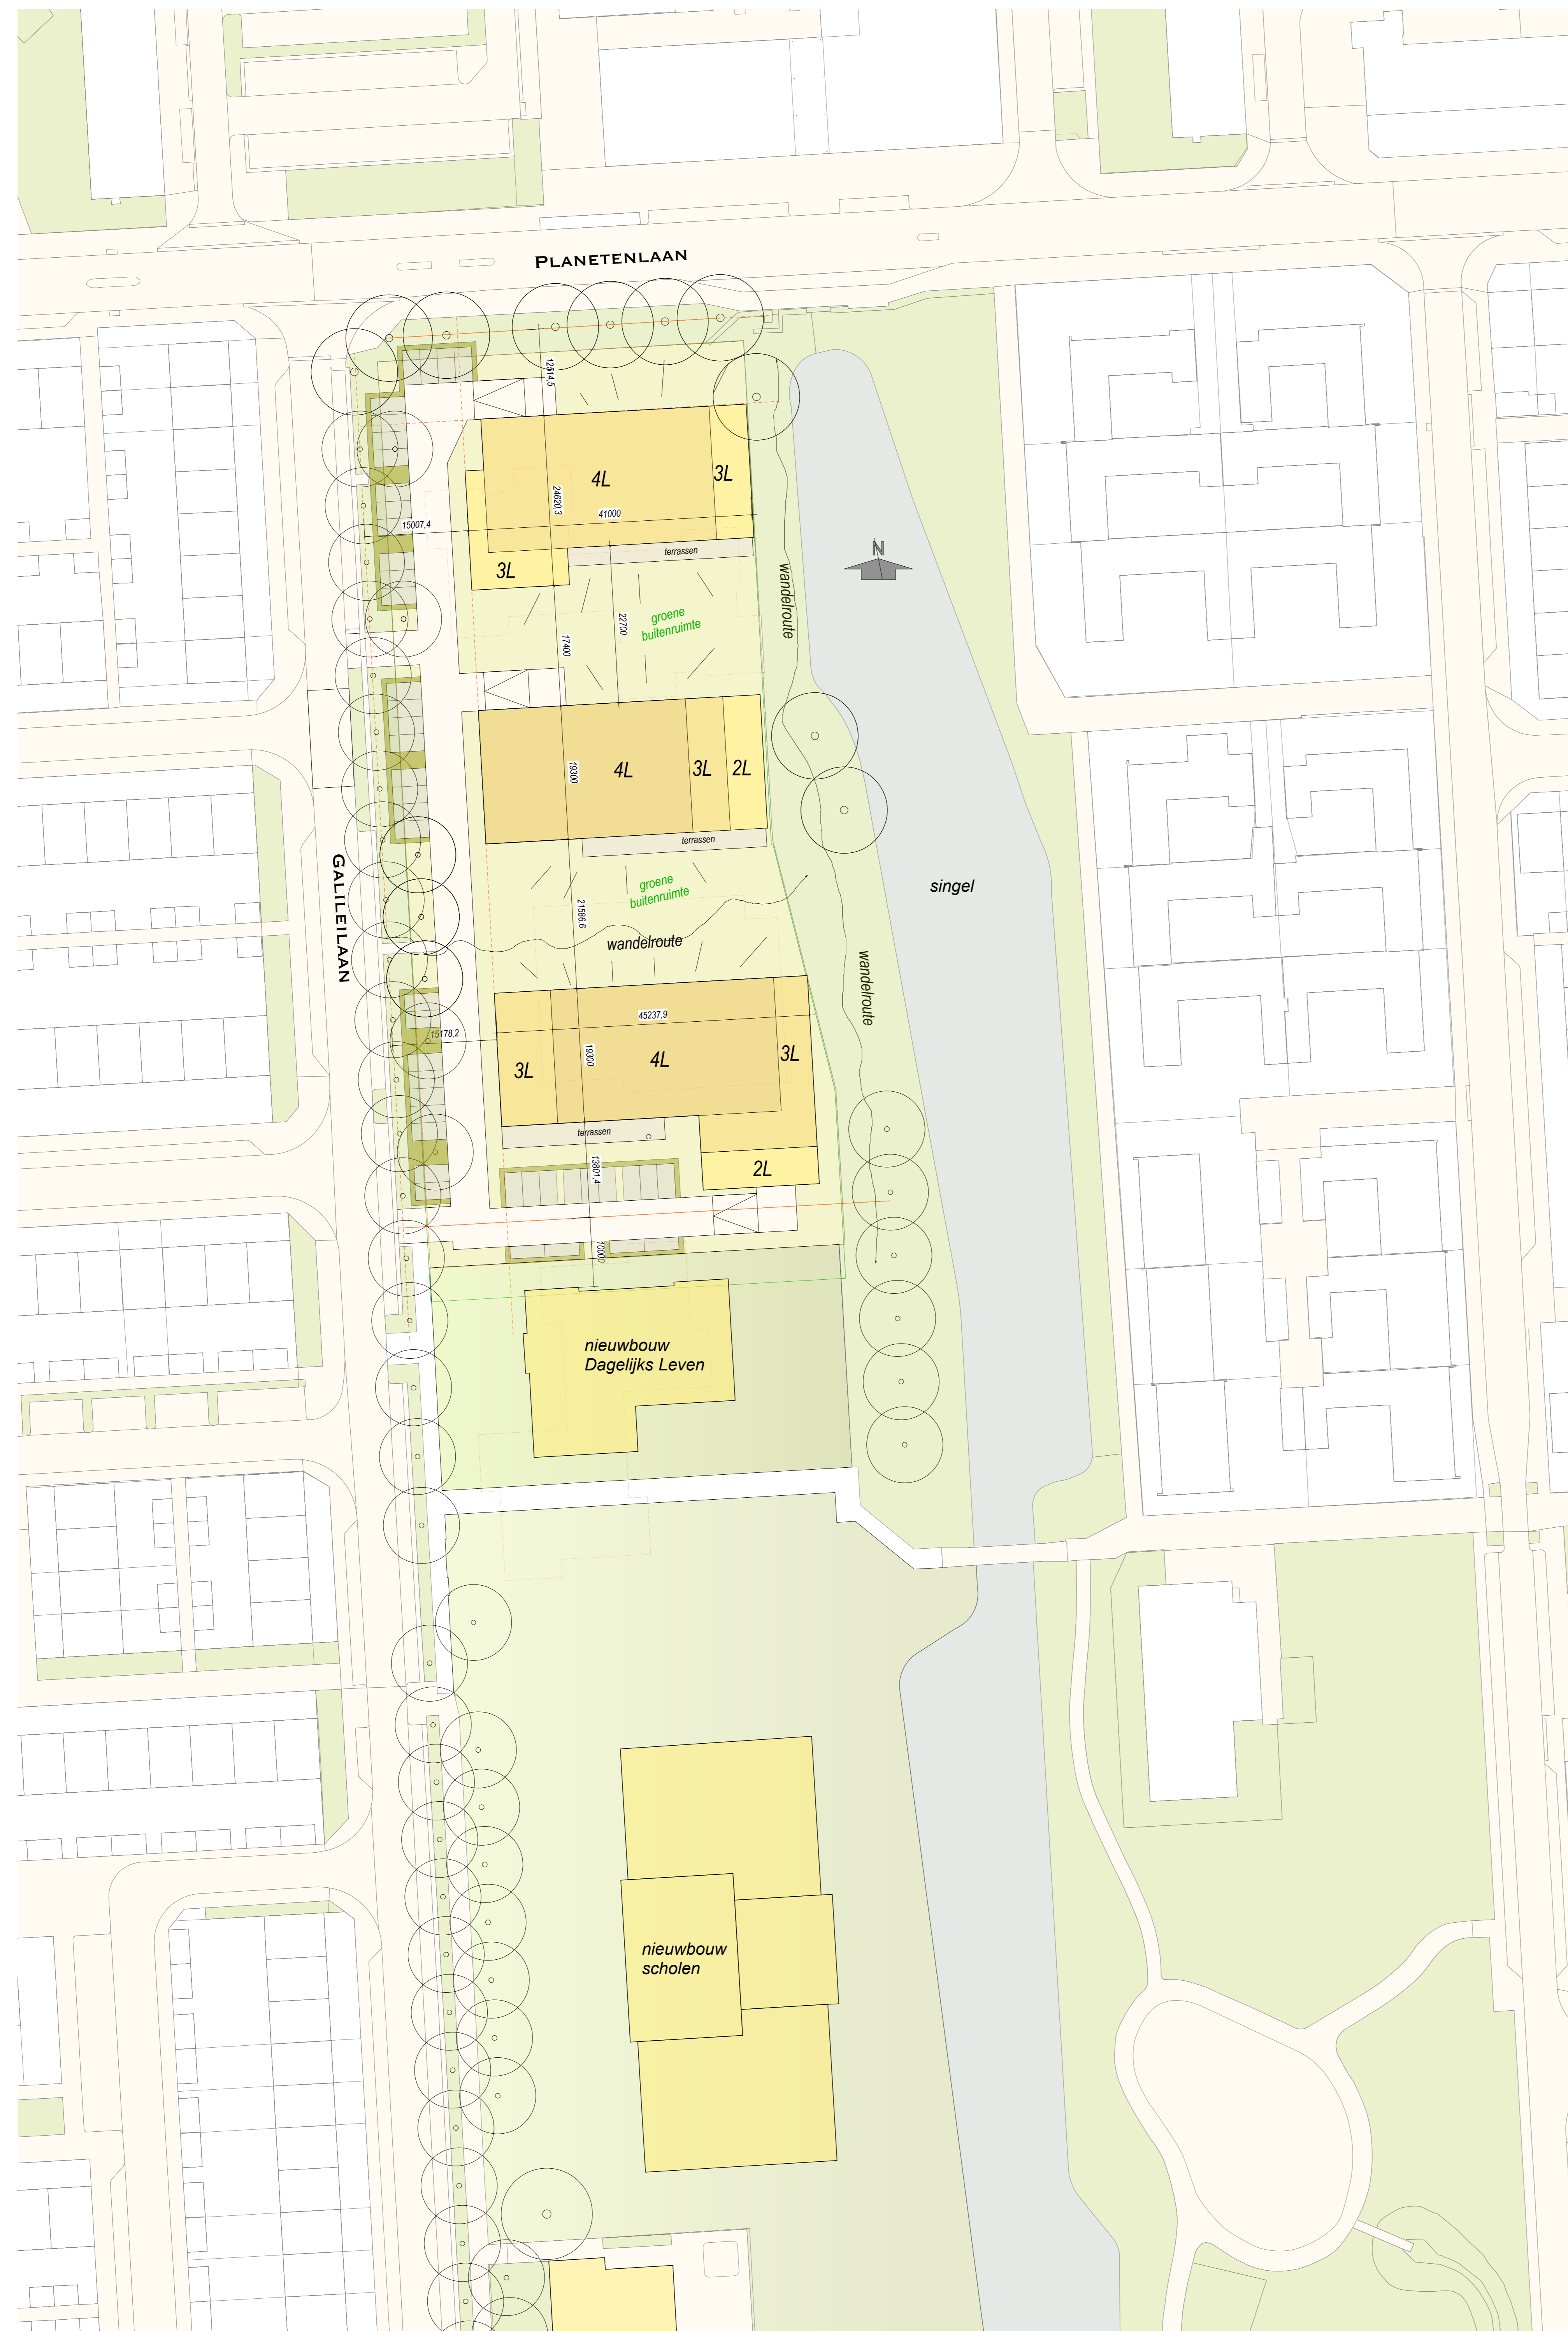 PLANETENLAAN
12514,5
4L
3L
24620,3
41000
15007,4
terrassen
N
3L
wandelroute
groene
buitenruimte
22700
17400
4L
3L
2L
19300
terrassen
GALILEILAAN
groene
buitenruimte
singel
21586,6
wandelroute
wandelroute
45237,9
15178,2
3L
19300
4L
3L
terrassen
13801,4
2L
10000
nieuwbouw
Dagelijks Leven
nieuwbouw
scholen